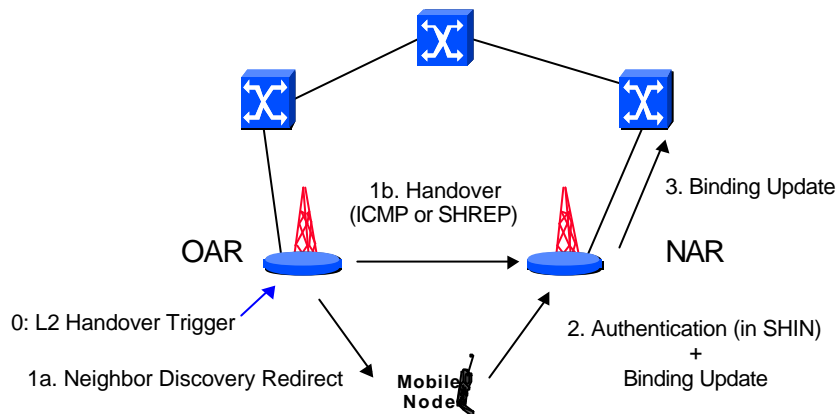 1b. Handover
(ICMP or SHREP)
3. Binding Update
OAR
NAR
0: L2 Handover Trigger
2. Authentication (in SHIN)
+
Binding Update
1a. Neighbor Discovery Redirect
Mobile
Node